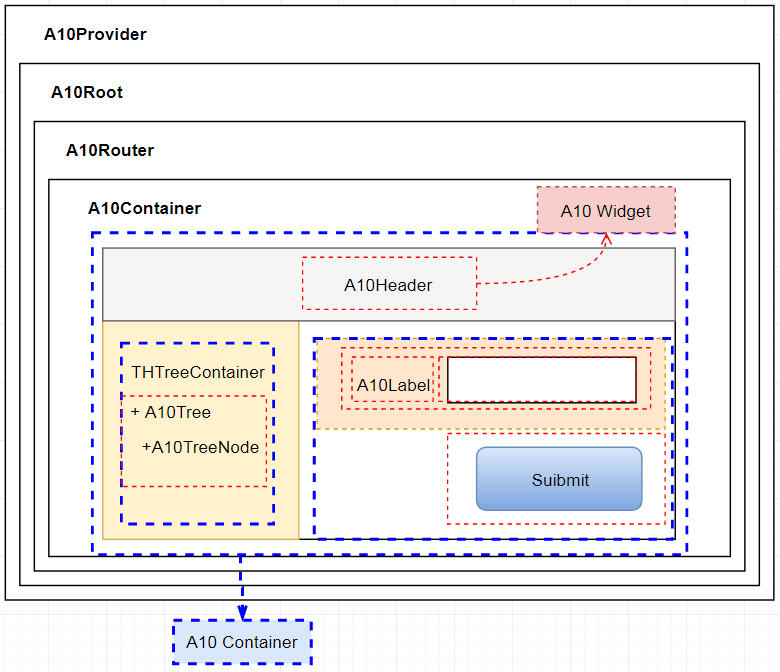 A10Provider
A10Root
A10Router
A10Container
A10 Widget
A10Header
THTreeContainer
+ A10Tree
+A10TreeNode
A10Label
Suibmit
A10 Container